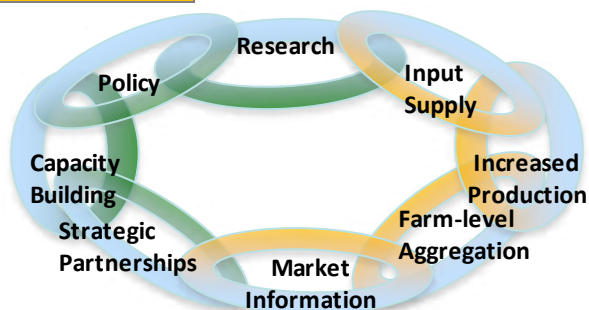 Research
Policy
Input
Supply
Capacity
Building
Increased
Production
Strategic
Partnerships
Farm-level
Aggregation
Market
Information